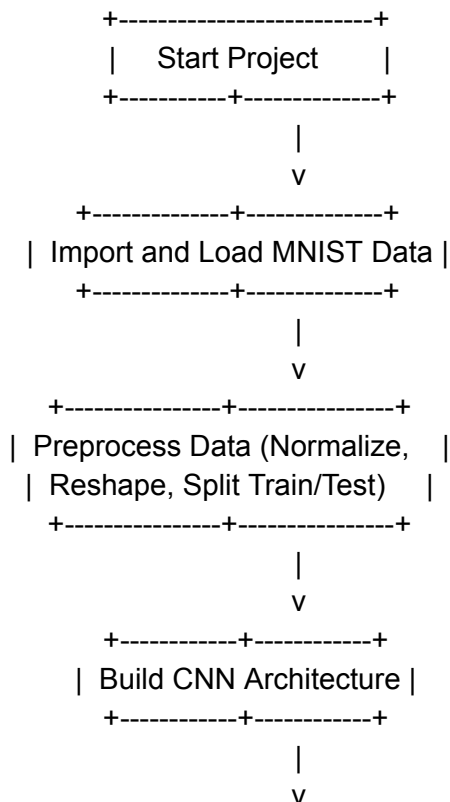 +--------------------------+
| Start Project |
+-----------+--------------+
|
v
+--------------+--------------+
| Import and Load MNIST Data |
+--------------+--------------+
|
v
+----------------+----------------+
| Preprocess Data (Normalize, |
| Reshape, Split Train/Test) |
+----------------+----------------+
|
v
+------------+------------+
| Build CNN Architecture |
+------------+------------+
|
v